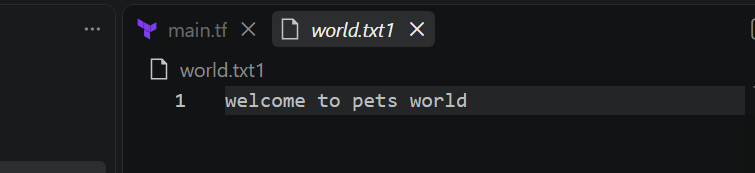 ... main.tf × world.txt1 ×
world.txt1
1 welcome to pets world